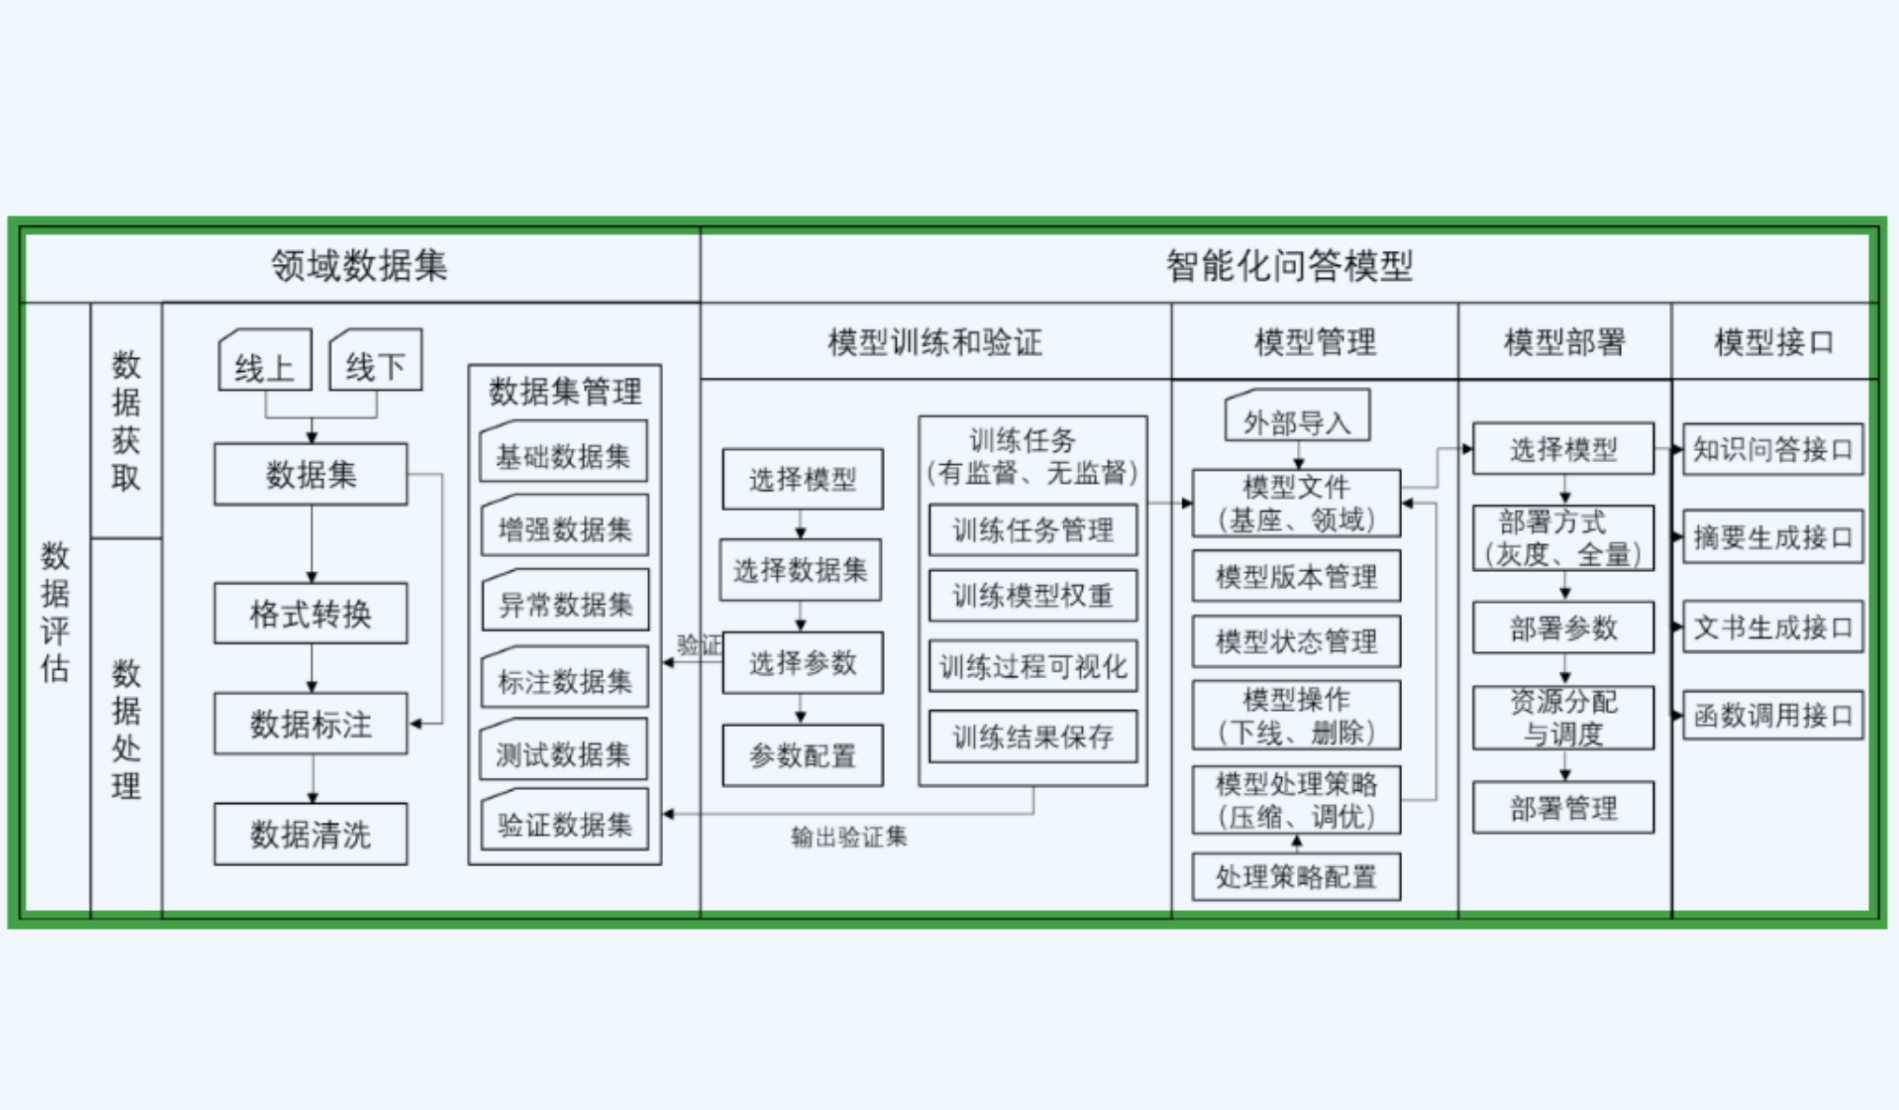 领域数据集
智能化问答模型
数据评估
数据获取
数据处理
线上
线下
数据集
格式转换
数据标注
数据清洗
数据集管理
基础数据集
增强数据集
异常数据集
标注数据集
测试数据集
验证数据集
模型训练和验证
选择模型
选择数据集
验证
选择参数
参数配置
训练任务
(有监督、无监督)
训练任务管理
训练模型权重
训练过程可视化
训练结果保存
输出验证集
模型管理
外部导入
模型文件
(基座、领域)
模型版本管理
模型状态管理
模型操作
(下线、删除)
模型处理策略
(压缩、调优)
处理策略配置
模型部署
选择模型
部署方式
(灰度、全量)
部署参数
资源分配
与调度
部署管理
模型接口
知识问答接口
摘要生成接口
文书生成接口
函数调用接口